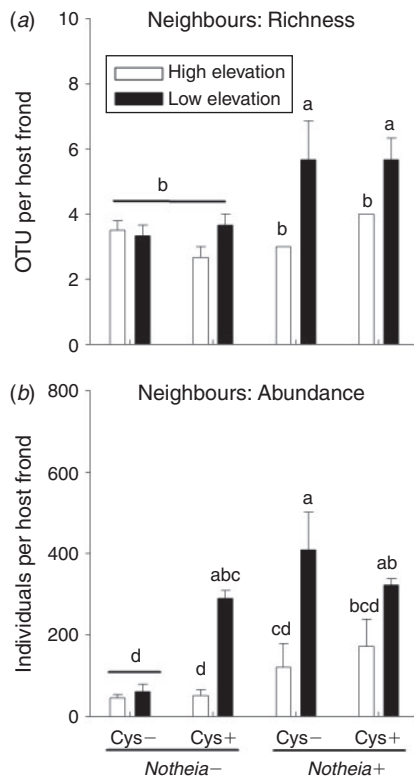 (a) Neighbours: Richness
10
High elevation
Low elevation
8
6
4
2
0
OTU per host frond
b
a
b
a
b
(b) Neighbours: Abundance
800
600
400
200
0
Individuals per host frond
d
d
abc
cd
a
bcd
ab
Cys− Cys+ Cys− Cys+
Notheia− Notheia+